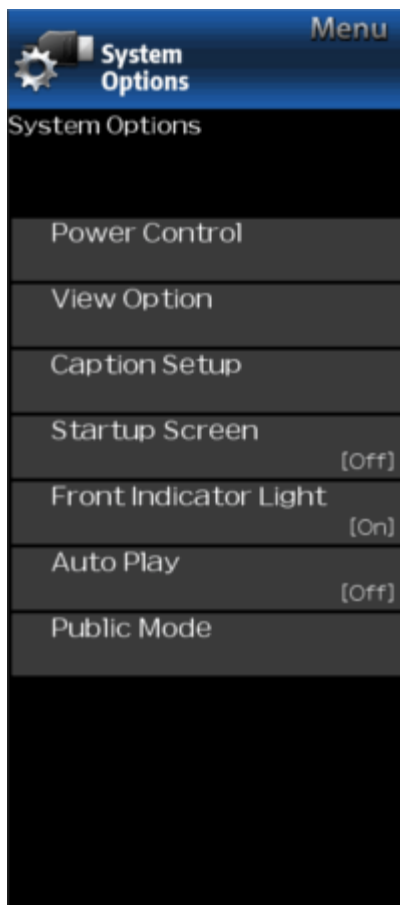 Menu
System
Options
System Options
Power Control
View Option
Caption Setup
Startup Screen
[Off]
Front Indicator Light
[On]
Auto Play
[Off]
Public Mode